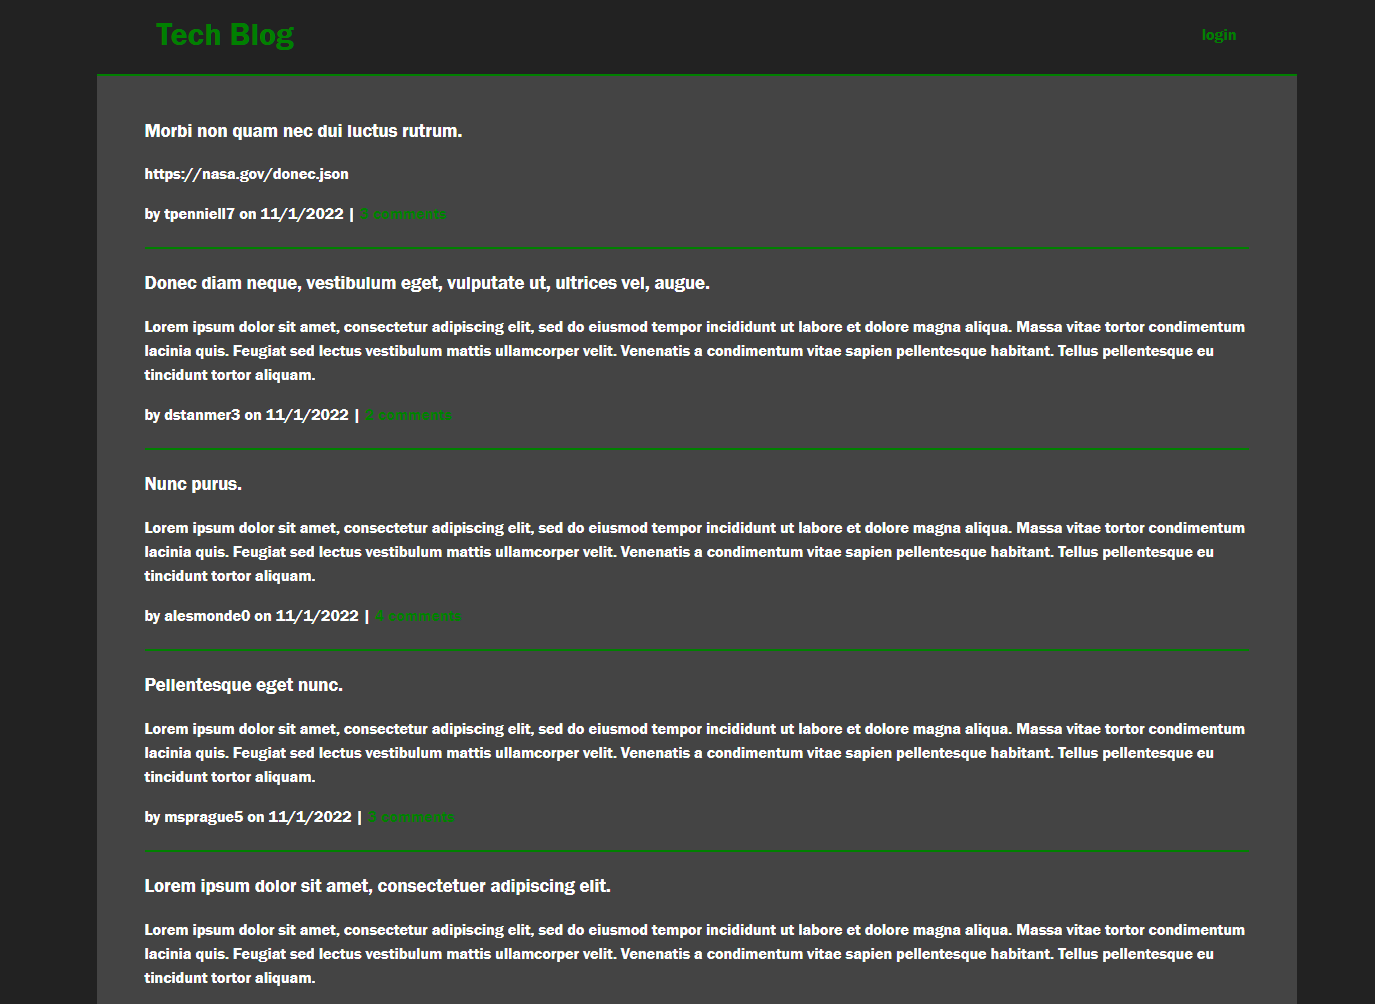 Tech Blog
login
Morbi non quam nec dui luctus rutrum.
https://nasa.gov/donec.json
by tpenniell7 on 11/1/2022 | 3 comments
Donec diam neque, vestibulum eget, vulputate ut, ultrices vel, augue.
Lorem ipsum dolor sit amet, consectetur adipiscing elit, sed do eiusmod tempor incididunt ut labore et dolore magna aliqua. Massa vitae tortor condimentum
lacinia quis. Feugiat sed lectus vestibulum mattis ullamcorper velit. Venenatis a condimentum vitae sapien pellentesque habitant. Tellus pellentesque eu
tincidunt tortor aliquam.
by dstanmer3 on 11/1/2022 | 2 comments
Nunc purus.
Lorem ipsum dolor sit amet, consectetur adipiscing elit, sed do eiusmod tempor incididunt ut labore et dolore magna aliqua. Massa vitae tortor condimentum
lacinia quis. Feugiat sed lectus vestibulum mattis ullamcorper velit. Venenatis a condimentum vitae sapien pellentesque habitant. Tellus pellentesque eu
tincidunt tortor aliquam.
by alesmonde0 on 11/1/2022 | 4 comments
Pellentesque eget nunc.
Lorem ipsum dolor sit amet, consectetur adipiscing elit, sed do eiusmod tempor incididunt ut labore et dolore magna aliqua. Massa vitae tortor condimentum
lacinia quis. Feugiat sed lectus vestibulum mattis ullamcorper velit. Venenatis a condimentum vitae sapien pellentesque habitant. Tellus pellentesque eu
tincidunt tortor aliquam.
by msprague5 on 11/1/2022 | 3 comments
Lorem ipsum dolor sit amet, consectetuer adipiscing elit.
Lorem ipsum dolor sit amet, consectetur adipiscing elit, sed do eiusmod tempor incididunt ut labore et dolore magna aliqua. Massa vitae tortor condimentum
lacinia quis. Feugiat sed lectus vestibulum mattis ullamcorper velit. Venenatis a condimentum vitae sapien pellentesque habitant. Tellus pellentesque eu
tincidunt tortor aliquam.